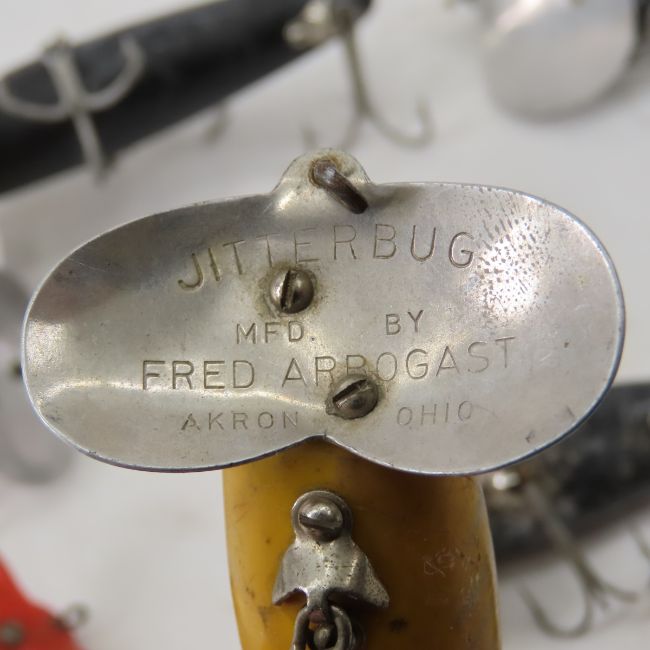 JITTERBUG
MFD. BY
FRED ARBOGAST
AKRON OHIO